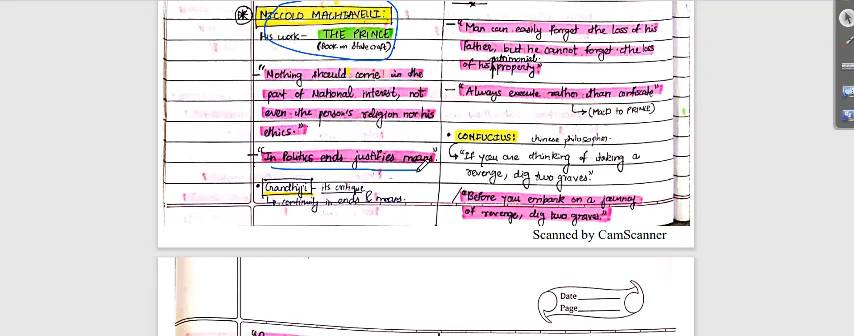 NICCOLO MACHIAVELLI:
His work - THE PRINCE
(Book on state craft)
- "Nothing should come in the
part of National interest, not
even the person's religion nor his
ethics."
- "In Politics ends justifies means"
• Gandhiji - its critique
↳ continuity in ends & means.
- "Man can easily forget the loss of his
father, but he cannot forget the loss
of his patrimonial property"
- "Always execute rather than confiscate"
↳ (MacD to PRINCE)
• CONFUCIUS: chinese philosopher.
↳ "If you are thinking of taking a
revenge, dig two graves."
"Before you embank on a journey
of revenge, dig two graves"
Scanned by CamScanner
Date
Page